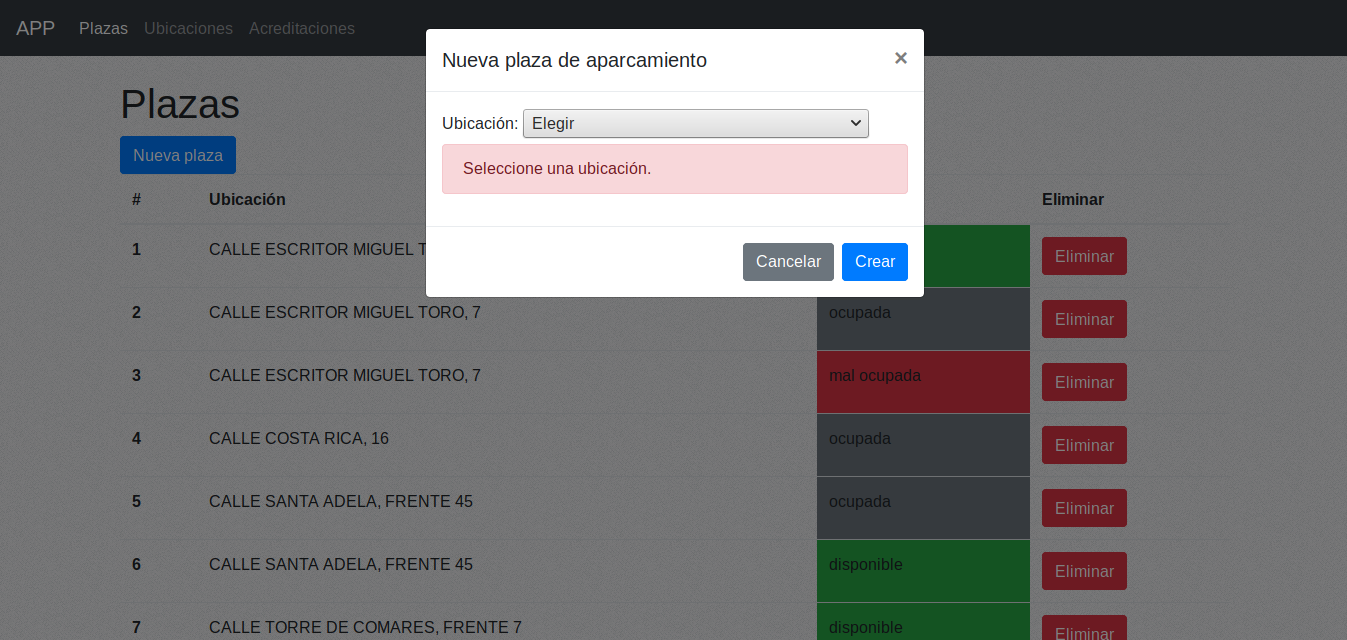 APP Plazas Ubicaciones Acreditaciones
Nueva plaza de aparcamiento ×
Plazas
Ubicación: Elegir
Nueva plaza
Seleccione una ubicación.
# Ubicación Eliminar
Cancelar Crear
1 CALLE ESCRITOR MIGUEL Eliminar
2 CALLE ESCRITOR MIGUEL TORO, 7 ocupada Eliminar
3 CALLE ESCRITOR MIGUEL TORO, 7 mal ocupada Eliminar
4 CALLE COSTA RICA, 16 ocupada Eliminar
5 CALLE SANTA ADELA, FRENTE 45 ocupada Eliminar
6 CALLE SANTA ADELA, FRENTE 45 disponible Eliminar
7 CALLE TORRE DE COMARES, FRENTE 7 disponible Eliminar